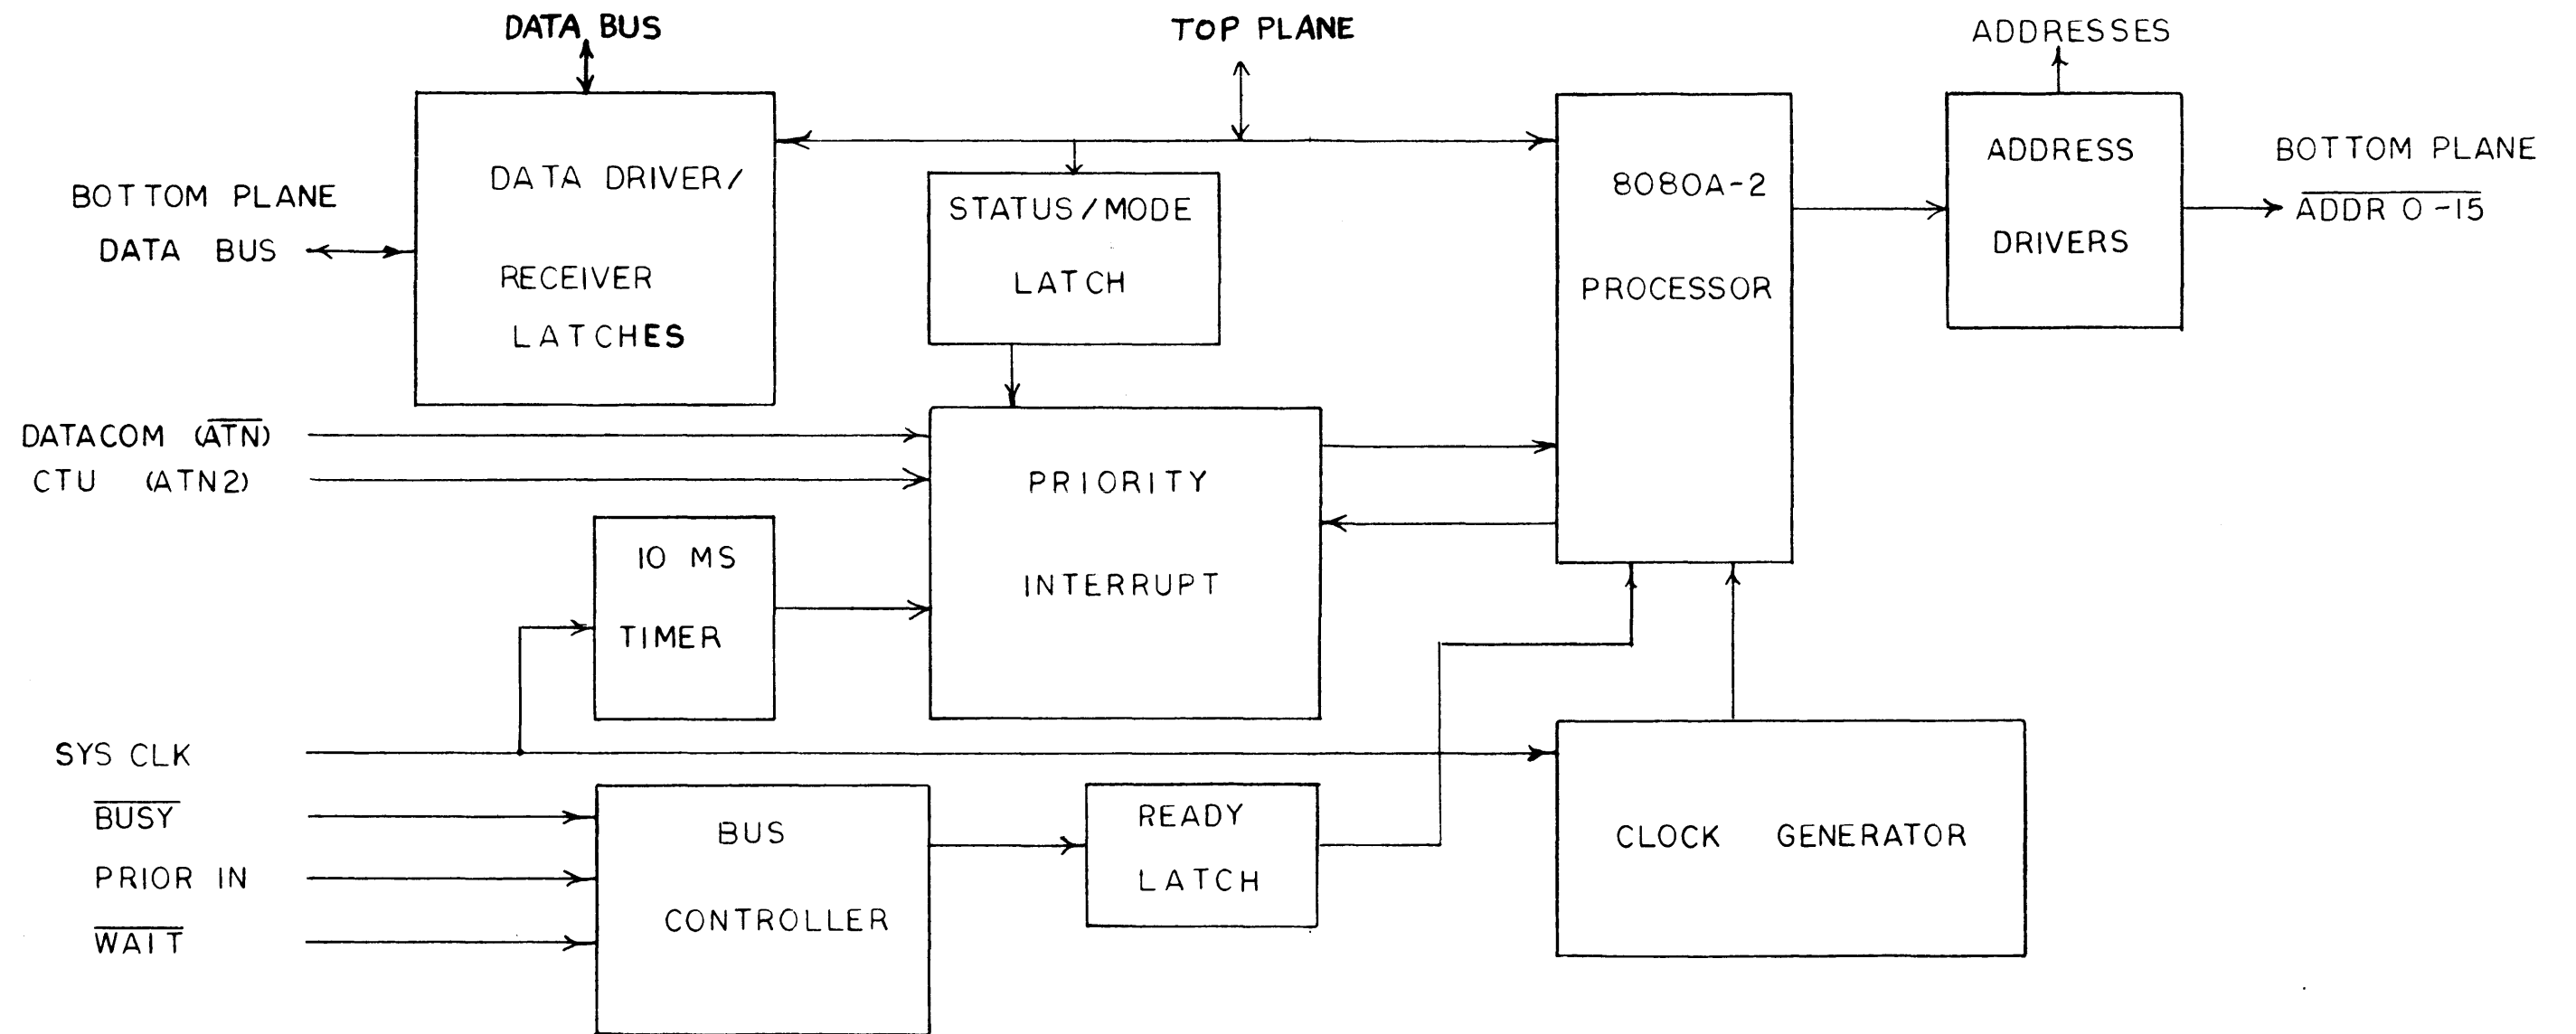 DATA BUS
TOP PLANE
ADDRESSES
BOTTOM PLANE
DATA BUS
DATA DRIVER/
RECEIVER
LATCHES
STATUS/MODE
LATCH
8080A-2
PROCESSOR
ADDRESS
DRIVERS
BOTTOM PLANE
ADDR 0-15
DATACOM (ATN)
CTU (ATN2)
PRIORITY
INTERRUPT
10 MS
TIMER
SYS CLK
BUSY
PRIOR IN
WAIT
BUS
CONTROLLER
READY
LATCH
CLOCK GENERATOR